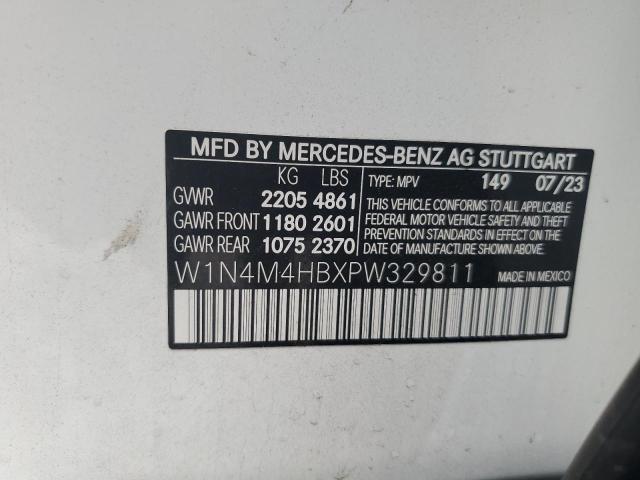 MFD BY MERCEDES-BENZ AG STUTTGART
KG LBS
GVWR 2205 4861
GAWR FRONT 1180 2601
GAWR REAR 1075 2370
TYPE: MPV 149 07/23
THIS VEHICLE CONFORMS TO ALL APPLICABLE
FEDERAL MOTOR VEHICLE SAFETY AND THEFT
PREVENTION STANDARDS IN EFFECT ON THE
DATE OF MANUFACTURE SHOWN ABOVE.
W1N4M4HBXPW329811 MADE IN MEXICO